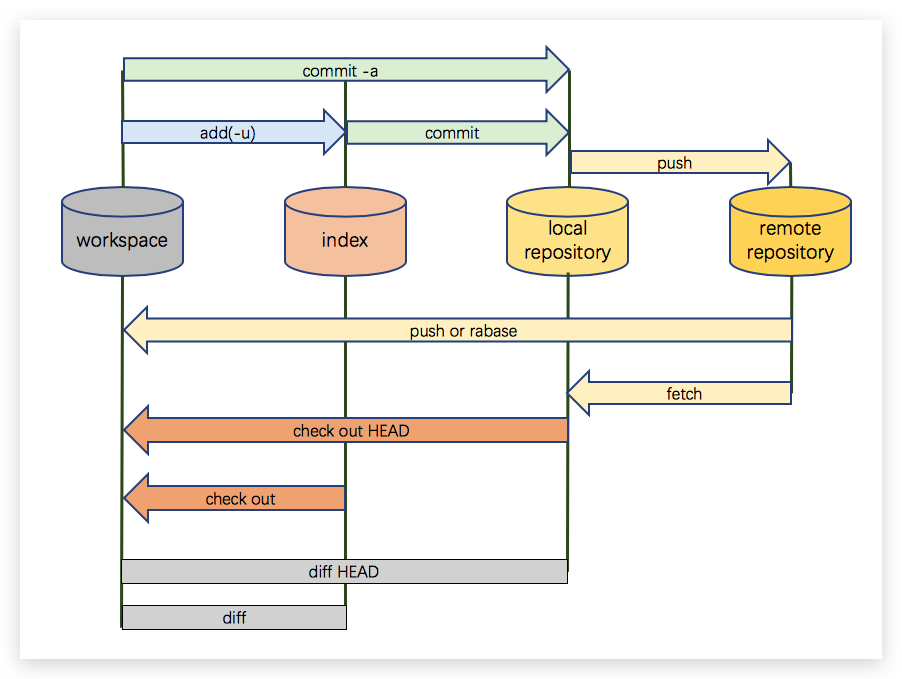 commit -a
add(-u)
commit
push
workspace
index
local
repository
remote
repository
push or rabase
fetch
check out HEAD
check out
diff HEAD
diff